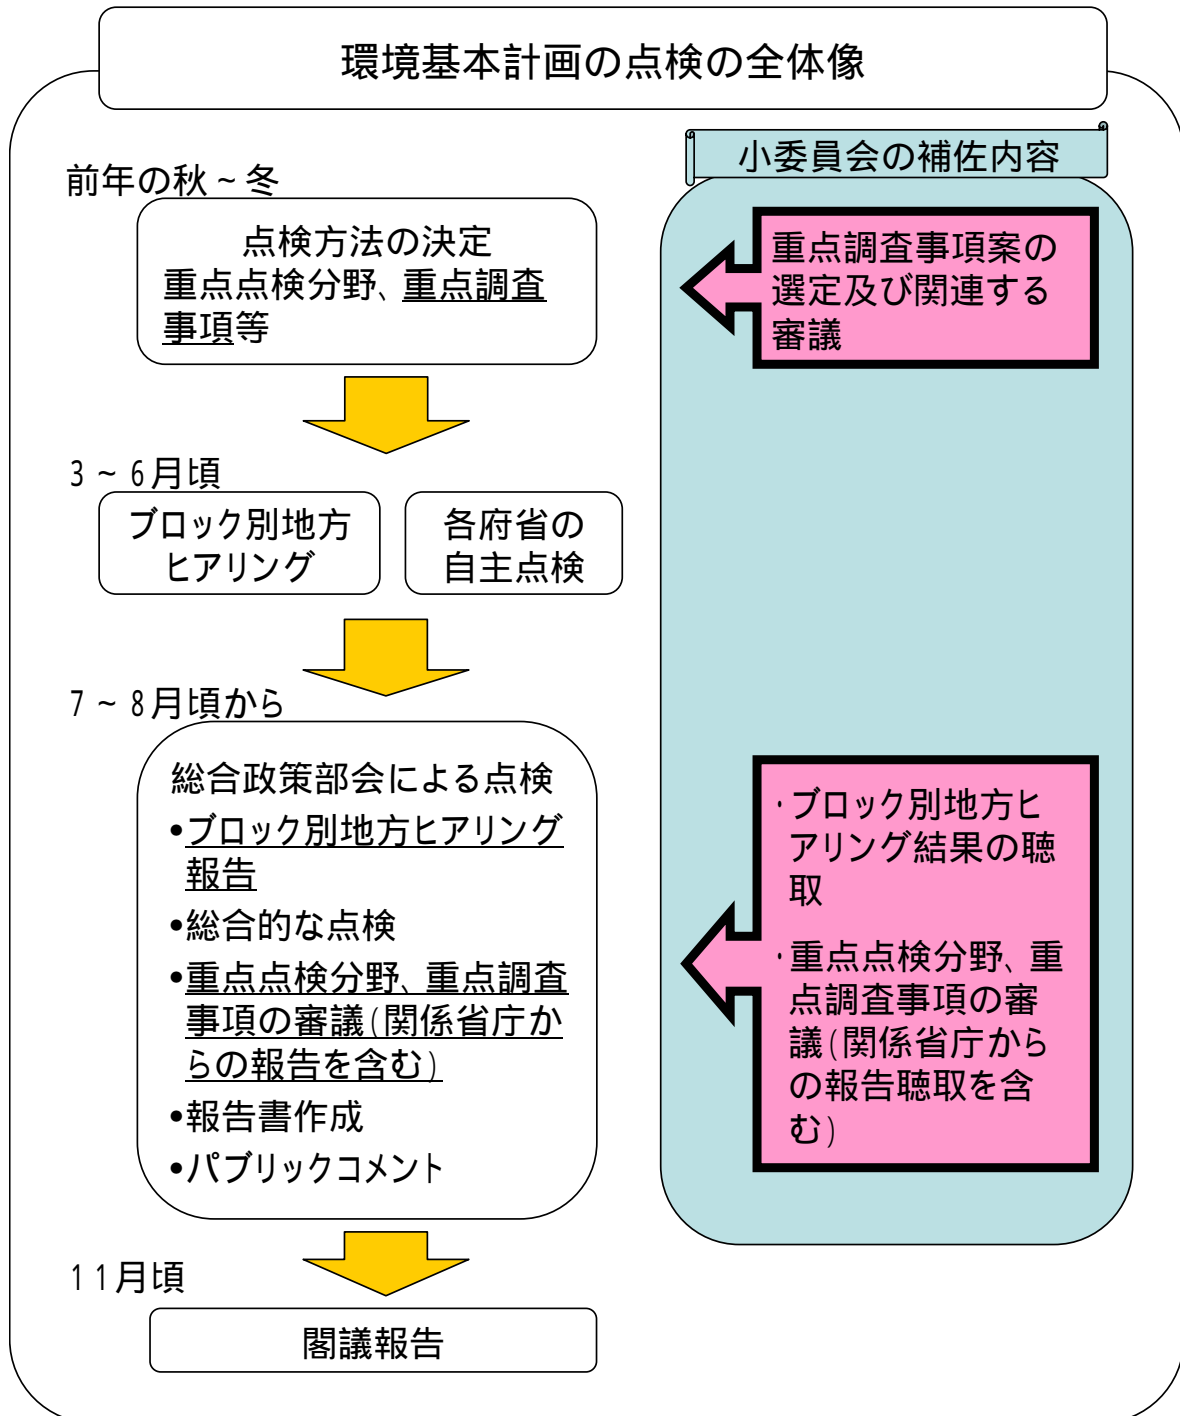 環境基本計画の点検の全体像
前年の秋~冬
点検方法の決定
重点点検分野、重点調査
事項等
3~6月頃
ブロック別地方
ヒアリング
各府省の
自主点検
7~8月頃から
総合政策部会による点検
•ブロック別地方ヒアリング
報告
•総合的な点検
•重点点検分野、重点調査
事項の審議(関係省庁か
らの報告を含む)
•報告書作成
•パブリックコメント
11月頃
閣議報告
小委員会の補佐内容
重点調査事項案の
選定及び関連する
審議
・ブロック別地方ヒ
アリング結果の聴
取
・重点点検分野、重
点調査事項の審
議(関係省庁から
の報告聴取を含
む)